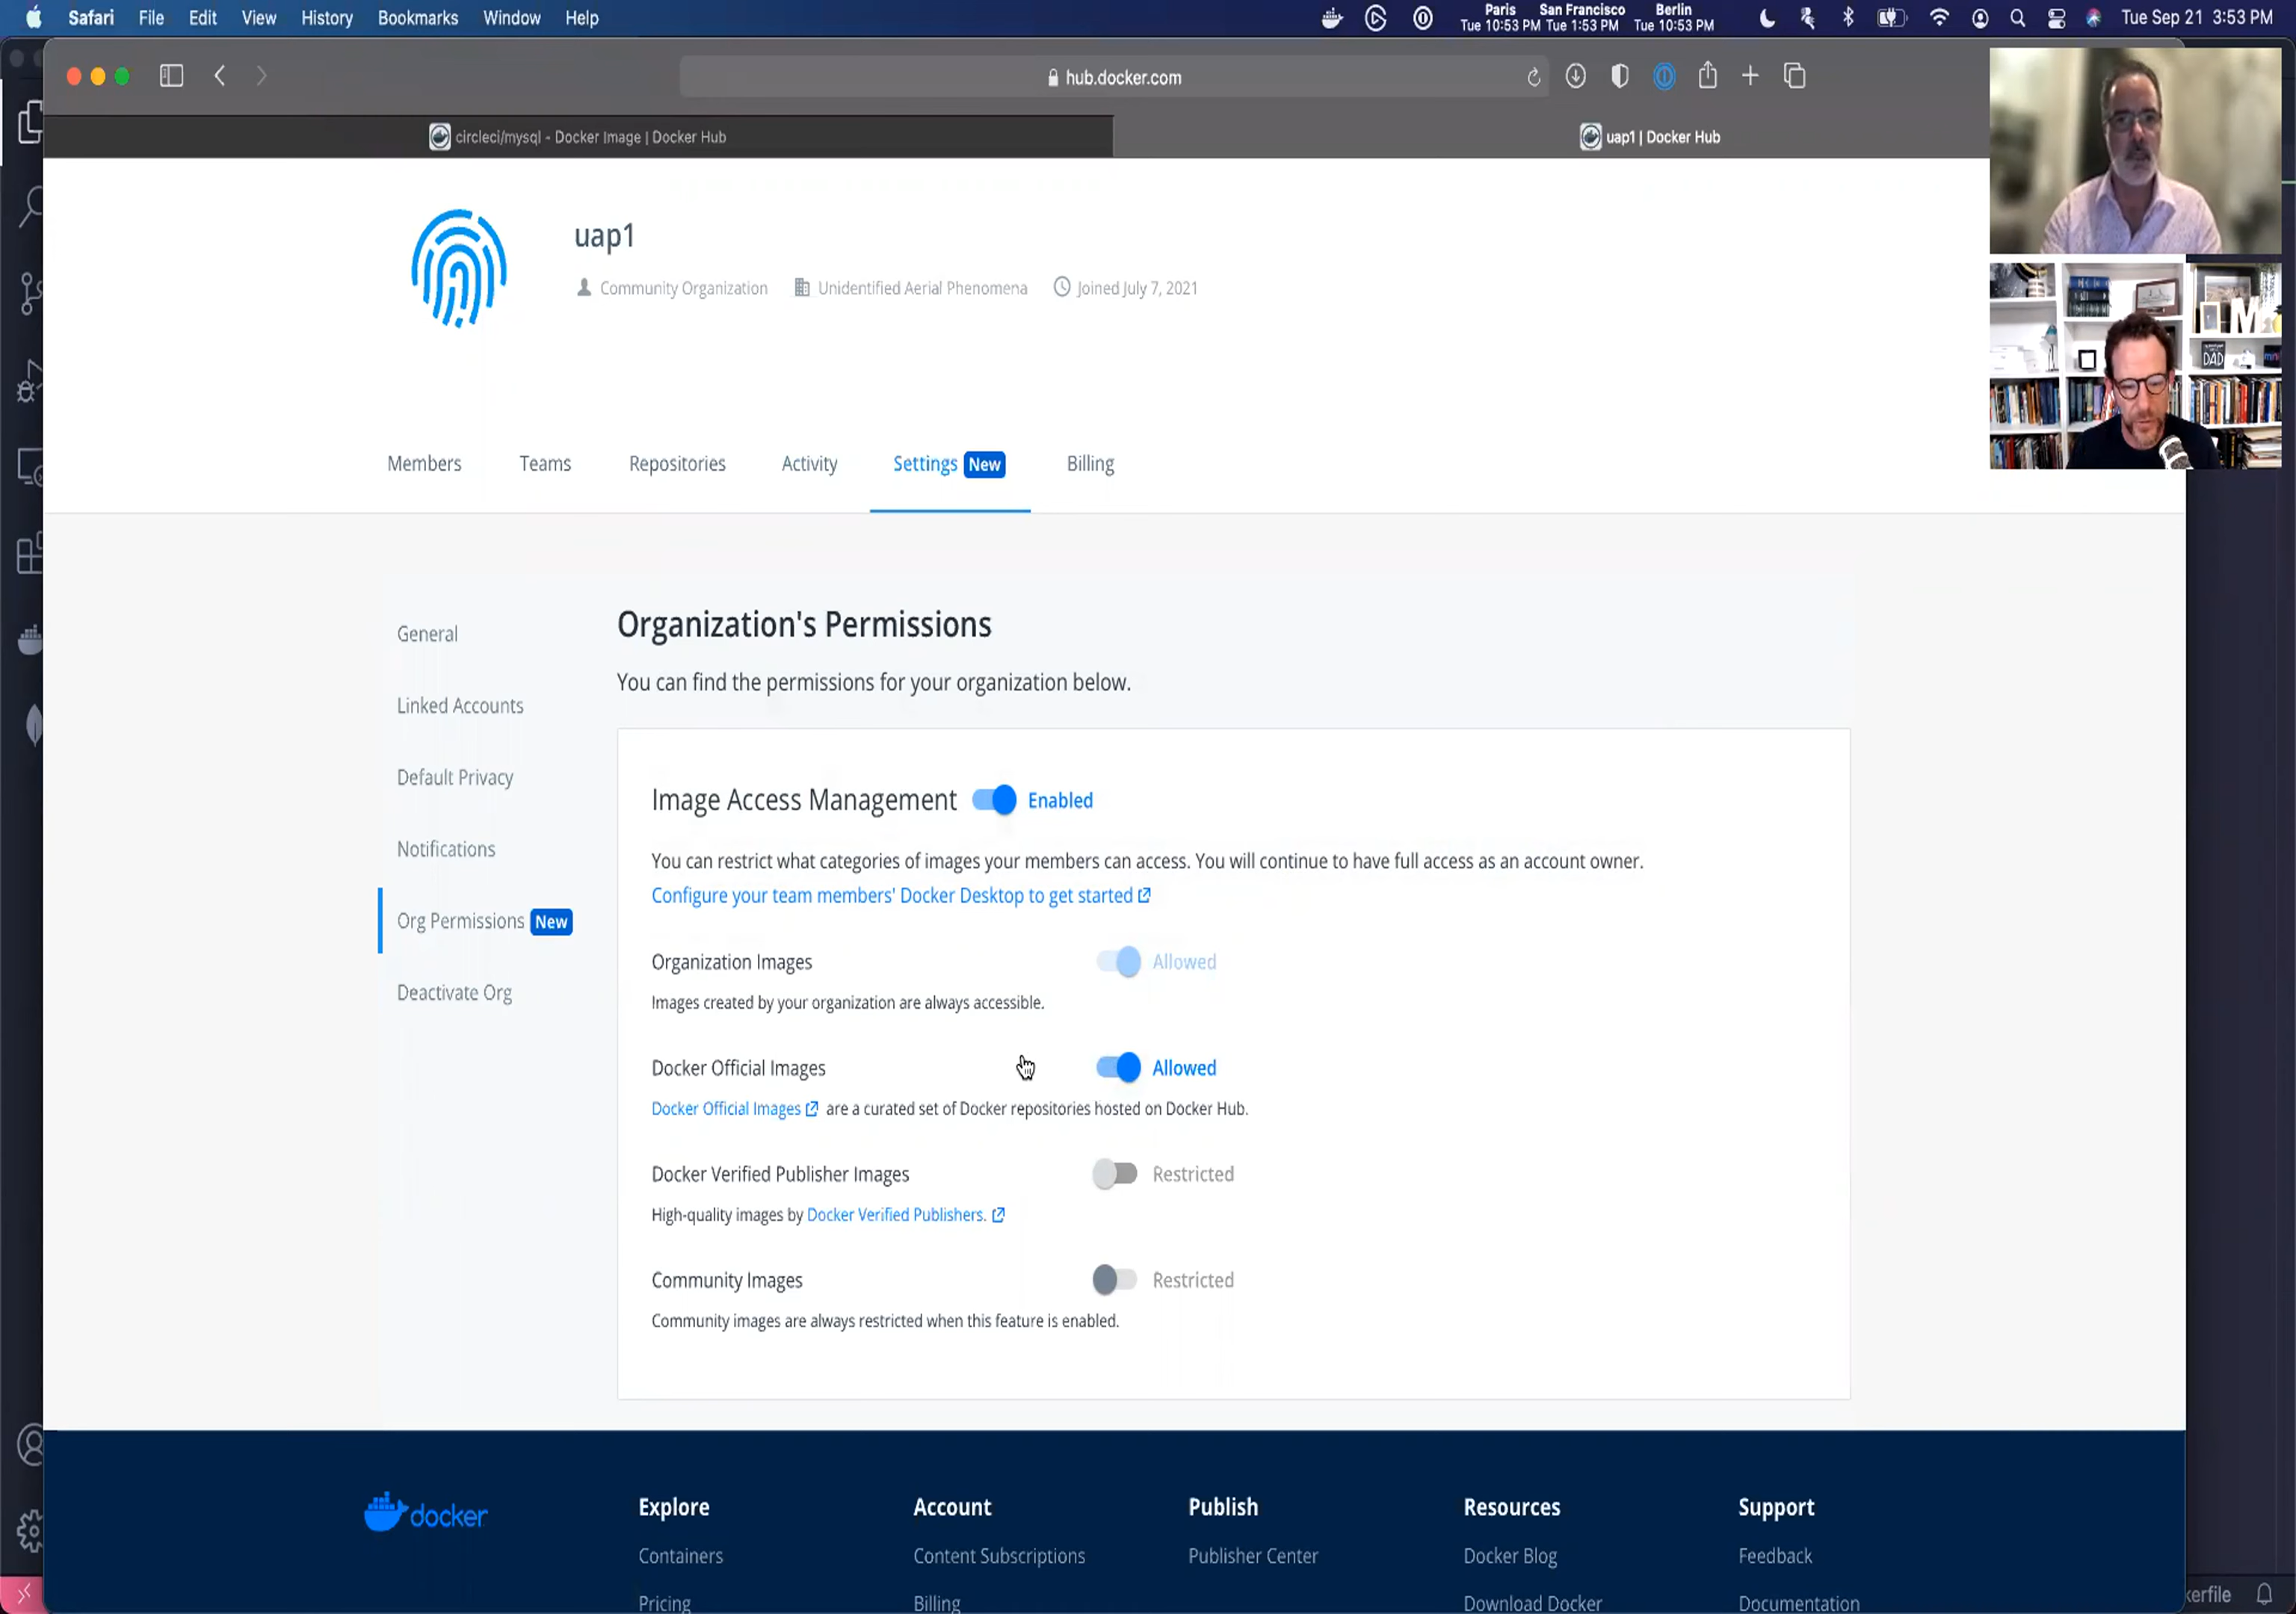 Safari File Edit View History Bookmarks Window Help
Paris San Francisco Berlin
Tue 10:53 PM Tue 1:53 PM Tue 10:53 PM
Tue Sep 21 3:53 PM
hub.docker.com
circleci/mysql - Docker Image | Docker Hub
uap1 | Docker Hub
uap1
Community Organization Unidentified Aerial Phenomena Joined July 7, 2021
M
DAD
Members Teams Repositories Activity Settings New Billing
General
Linked Accounts
Default Privacy
Notifications
Org Permissions New
Deactivate Org
Organization's Permissions
You can find the permissions for your organization below.
Image Access Management Enabled
You can restrict what categories of images your members can access. You will continue to have full access as an account owner.
Configure your team members' Docker Desktop to get started
Organization Images Allowed
Images created by your organization are always accessible.
Docker Official Images Allowed
Docker Official Images are a curated set of Docker repositories hosted on Docker Hub.
Docker Verified Publisher Images Restricted
High-quality images by Docker Verified Publishers.
Community Images Restricted
Community images are always restricted when this feature is enabled.
docker
Explore Account Publish Resources Support
Containers Content Subscriptions Publisher Center Docker Blog Feedback
Pricing Billing Download Docker Documentation
kerfile